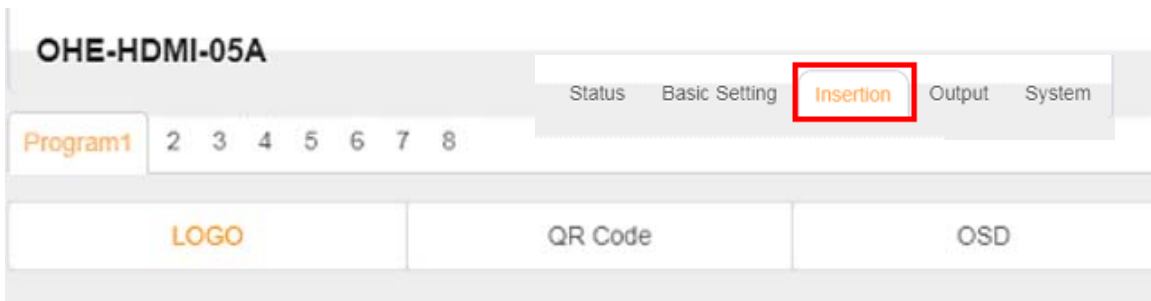 OHE-HDMI-05A
Status Basic Setting Insertion Output System
Program1 2 3 4 5 6 7 8
LOGO QR Code OSD